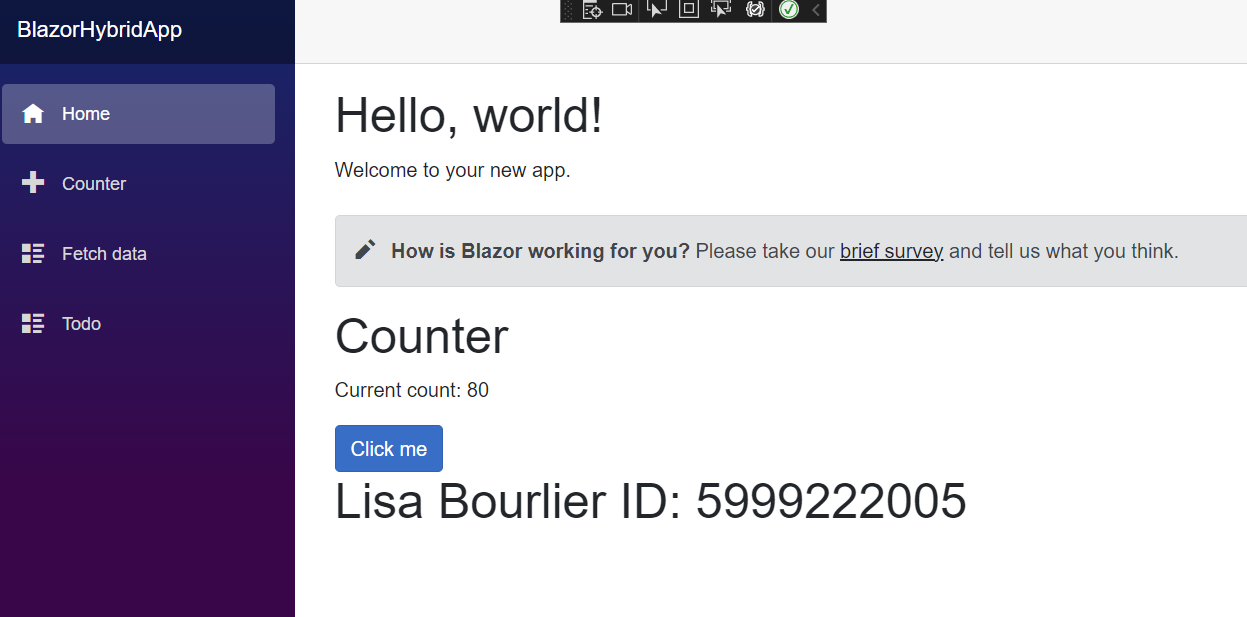 BlazorHybridApp
Home
Counter
Fetch data
Todo
Hello, world!
Welcome to your new app.
How is Blazor working for you? Please take our brief survey and tell us what you think.
Counter
Current count: 80
Click me
Lisa Bourlier ID: 5999222005